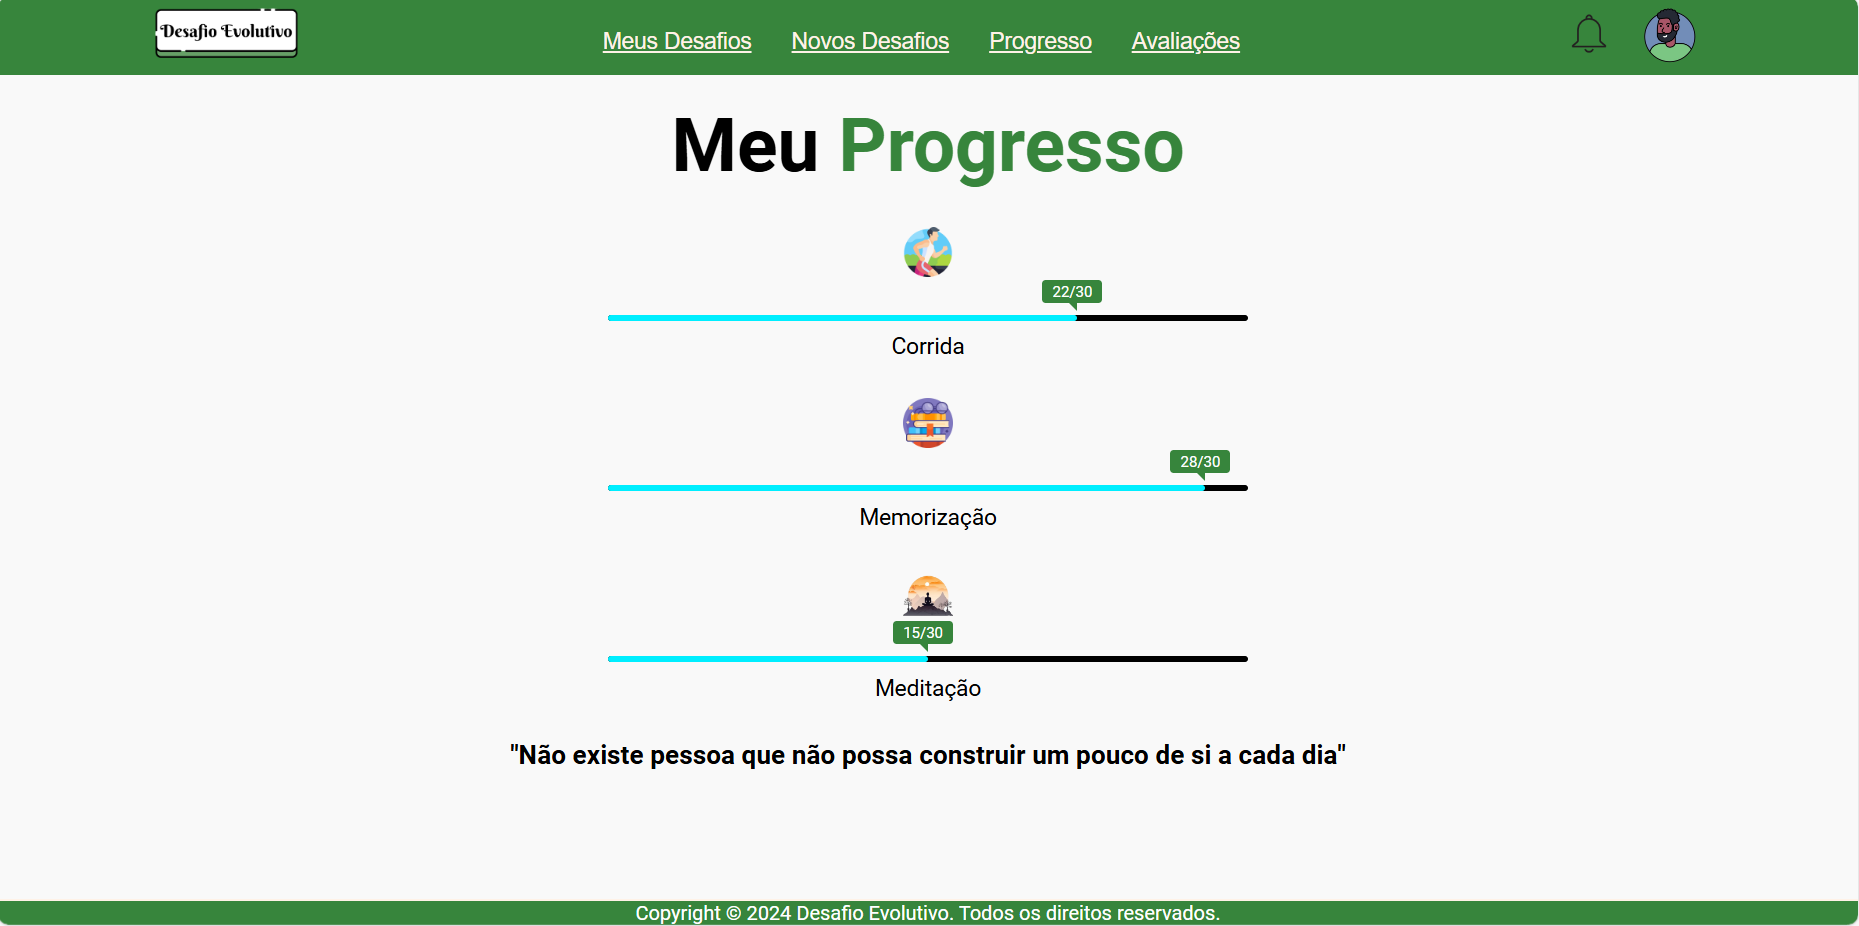 Desafio Evolutivo
Meus Desafios Novos Desafios Progresso Avaliações
Meu Progresso
22/30
Corrida
28/30
Memorização
15/30
Meditação
"Não existe pessoa que não possa construir um pouco de si a cada dia"
Copyright © 2024 Desafio Evolutivo. Todos os direitos reservados.